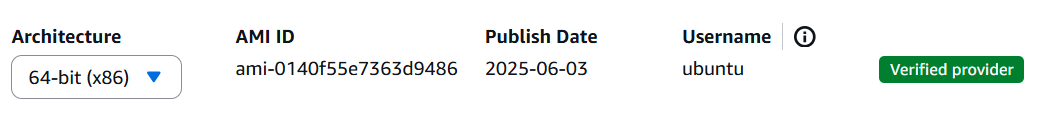 Architecture AMI ID Publish Date Username
64-bit (x86) ami-0140f55e7363d9486 2025-06-03 ubuntu Verified provider